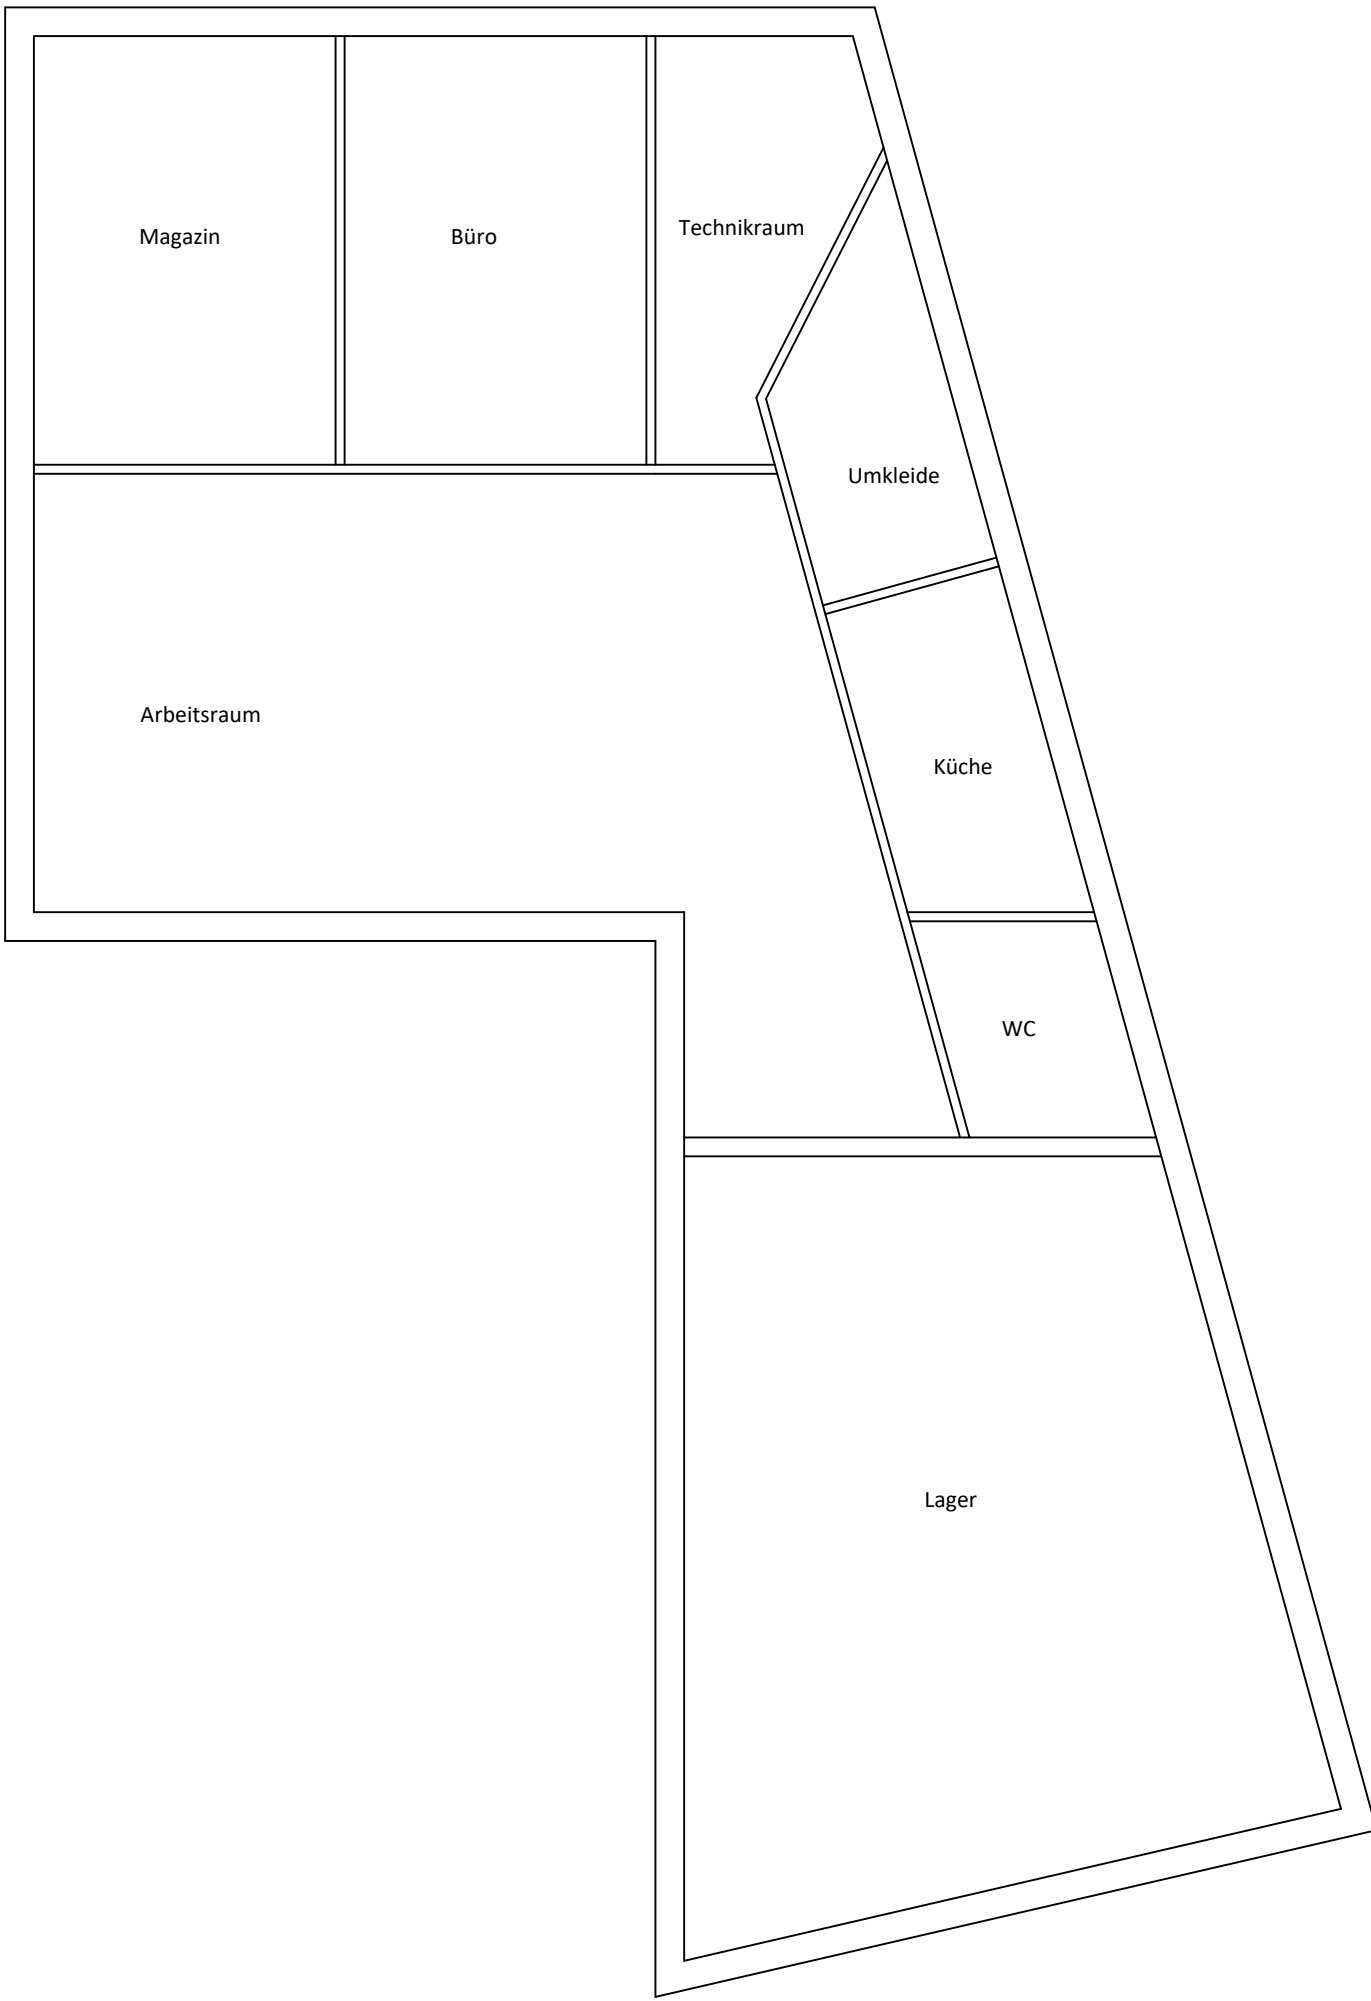 Magazin
Büro
Technikraum
Umkleide
Arbeitsraum
Küche
WC
Lager